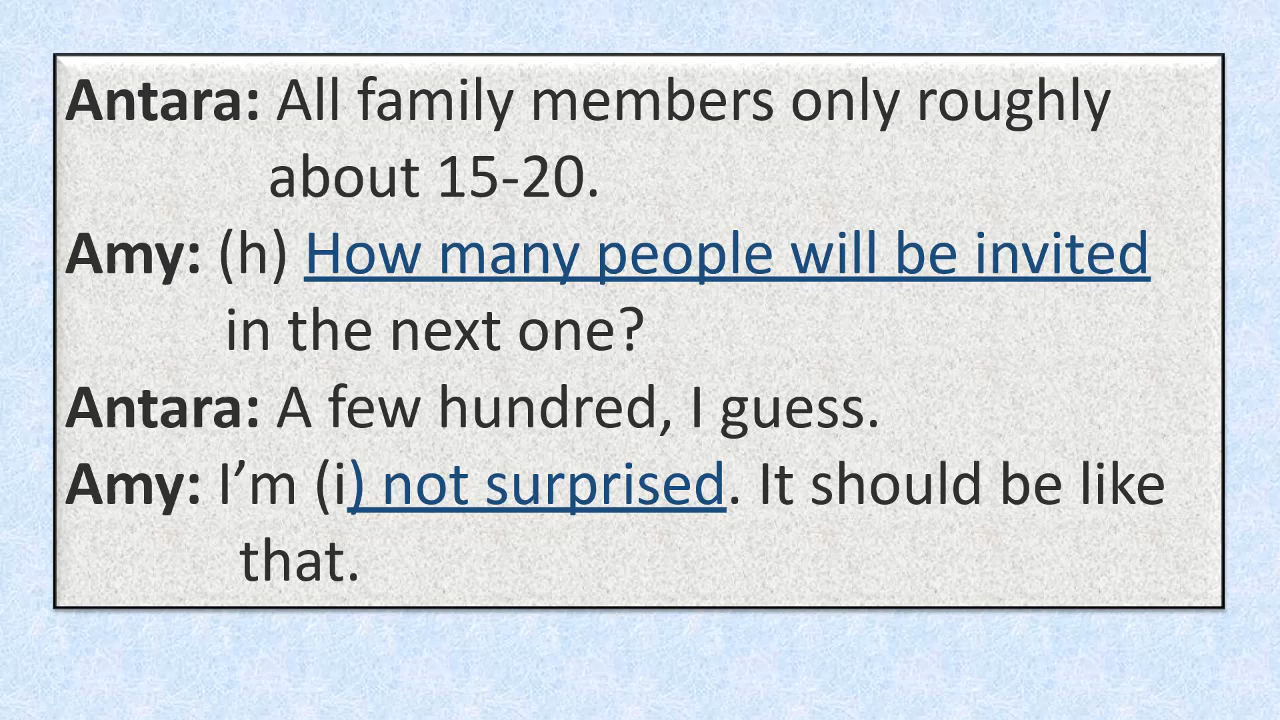 Antara: All family members only roughly
about 15-20.
Amy: (h) How many people will be invited
in the next one?
Antara: A few hundred, I guess.
Amy: I’m (i) not surprised. It should be like
that.